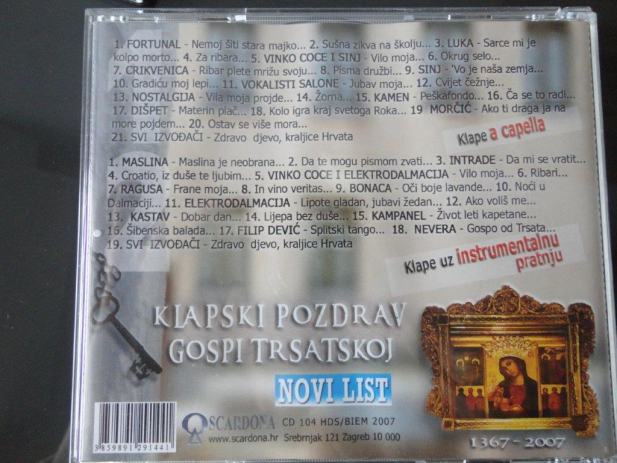 1. FORTUNAL - Nemoj šiti stara majko... 2. Sušna zikva na školju... 3. LUKA - Sarce mi je
kolpo morto... 4. Za ribara... 5. VINKO COCE I SINJ - Vilo moja... 6. Okrug selo...
7. CRIKVENICA - Ribar plete mrižu svoju... 8. Pisma družbi... 9. SINJ - 'Vo je naša zemja...
10. Gradiću moj lepi... 11. VOKALISTI SALONE - Jubav moja... 12. Cvijet čežnje...
13. NOSTALGIJA - Vila moja projde... 14. Žorna... 15. KAMEN - Peškafondo... 16. Ča se to radi...
17. DIŠPET - Materin plač... 18. Kolo igra kraj svetoga Roka... 19 MORČIĆ - Ako ti draga ja na
more pojdem... 20. Ostav se više mora...
21. SVI IZVOĐAČI - Zdravo djevo, kraljice Hrvata
Klape a capella
1. MASLINA - Maslina je neobrana... 2. Da te mogu pismom zvati... 3. INTRADE - Da mi se vratit...
4. Croatio, iz duše te ljubim... 5. VINKO COCE I ELEKTRODALMACIJA - Vilo moja... 6. Ribari...
7. RAGUSA - Frane moja... 8. In vino veritas... 9. BONACA - Oči boje lavande... 10. Noći u
Dalmaciji... 11. ELEKTRODALMACIJA - Lipote gladan, jubavi žedan... 12. Ako voliš me...
13. KASTAV - Dobar dan... 14. Lijepa bez duše... 15. KAMPANEL - Život leti kapetane...
16. Šibenska balada... 17. FILIP DEVIĆ - Splitski tango... 18. NEVERA - Gospo od Trsata...
19. SVI IZVOĐAČI - Zdravo djevo, kraljice Hrvata
Klape uz instrumentalnu
pratnju
KLAPSKI POZDRAV
GOSPI TRSATSKOJ
NOVI LIST
SCARDONA CD 104 HDS/BIEM 2007
www.scardona.hr Srebrnjak 121 Zagreb 10 000
3859891291441
1367 - 2007